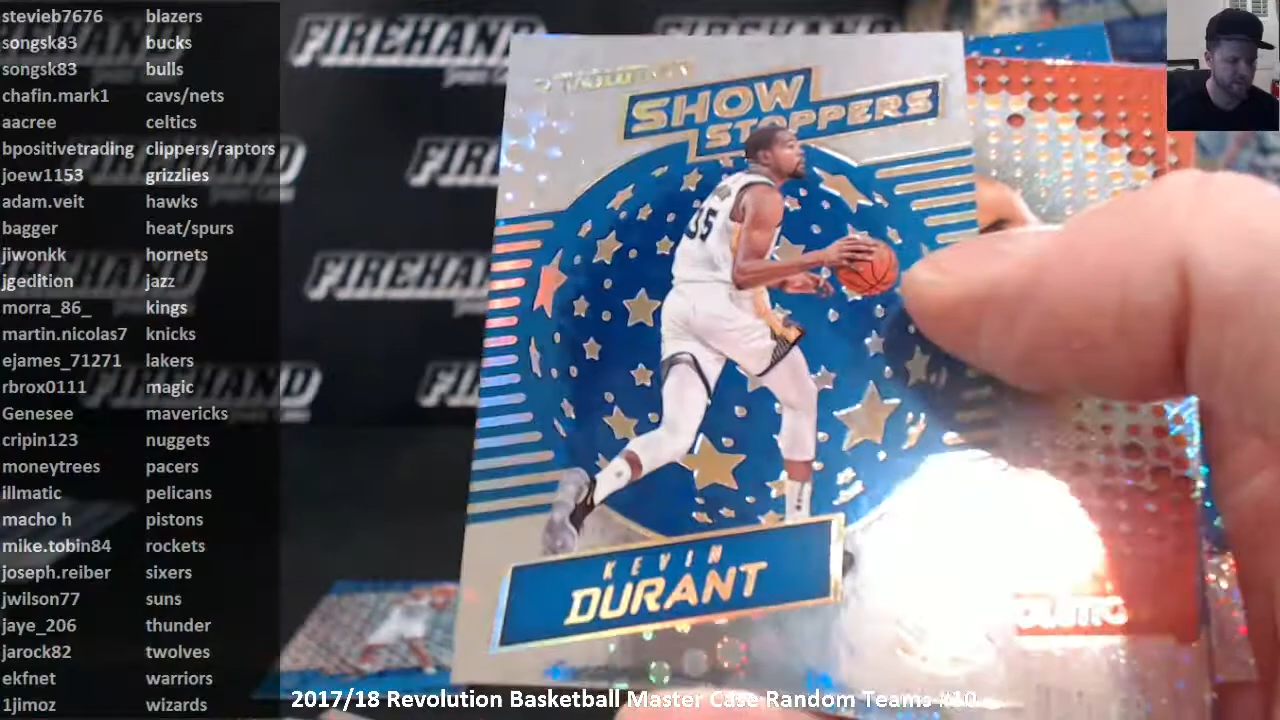 stevieb7676 blazers
songsk83 bucks
songsk83 bulls
chafin.mark1 cavs/nets
aacree celtics
bpositivetrading clippers/raptors
joew1153 grizzlies
adam.veit hawks
bagger heat/spurs
jiwonkk hornets
jgedition jazz
morra_86_ kings
martin.nicolas7 knicks
ejames_71271 lakers
rbrox0111 magic
Genesee mavericks
cripin123 nuggets
moneytrees pacers
illmatic pelicans
macho h pistons
mike.tobin84 rockets
joseph.reiber sixers
jwilson77 suns
jaye_206 thunder
jarock82 twolves
ekfnet warriors
1jimoz wizards
FIREHAND
SHOW
STOPPERS
35
KEVIN
DURANT
2017/18 Revolution Basketball Master Case Random Teams #10